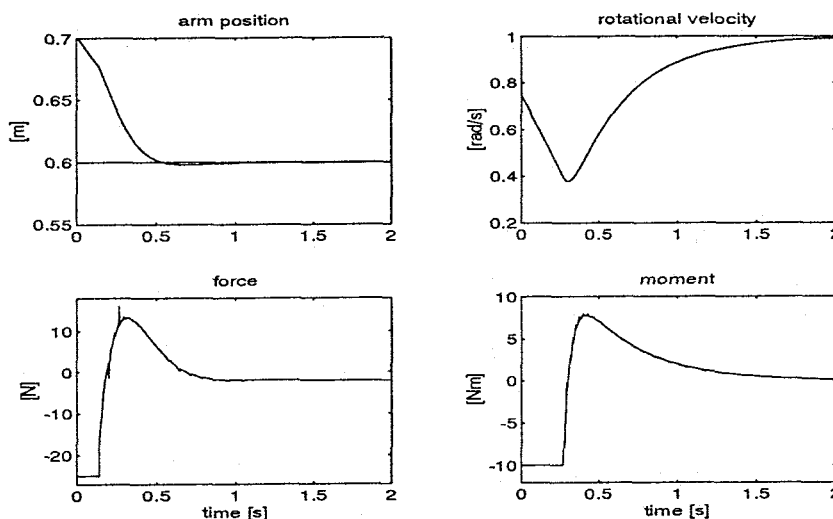 arm position
0.7
0.65
0.6
0.55
[m]
0 0.5 1 1.5 2
rotational velocity
1
0.8
0.6
0.4
0.2
[rad/s]
0 0.5 1 1.5 2
force
10
0
-10
-20
[N]
0 0.5 1 1.5 2
time [s]
moment
10
5
0
-5
-10
[Nm]
0 0.5 1 1.5 2
time [s]